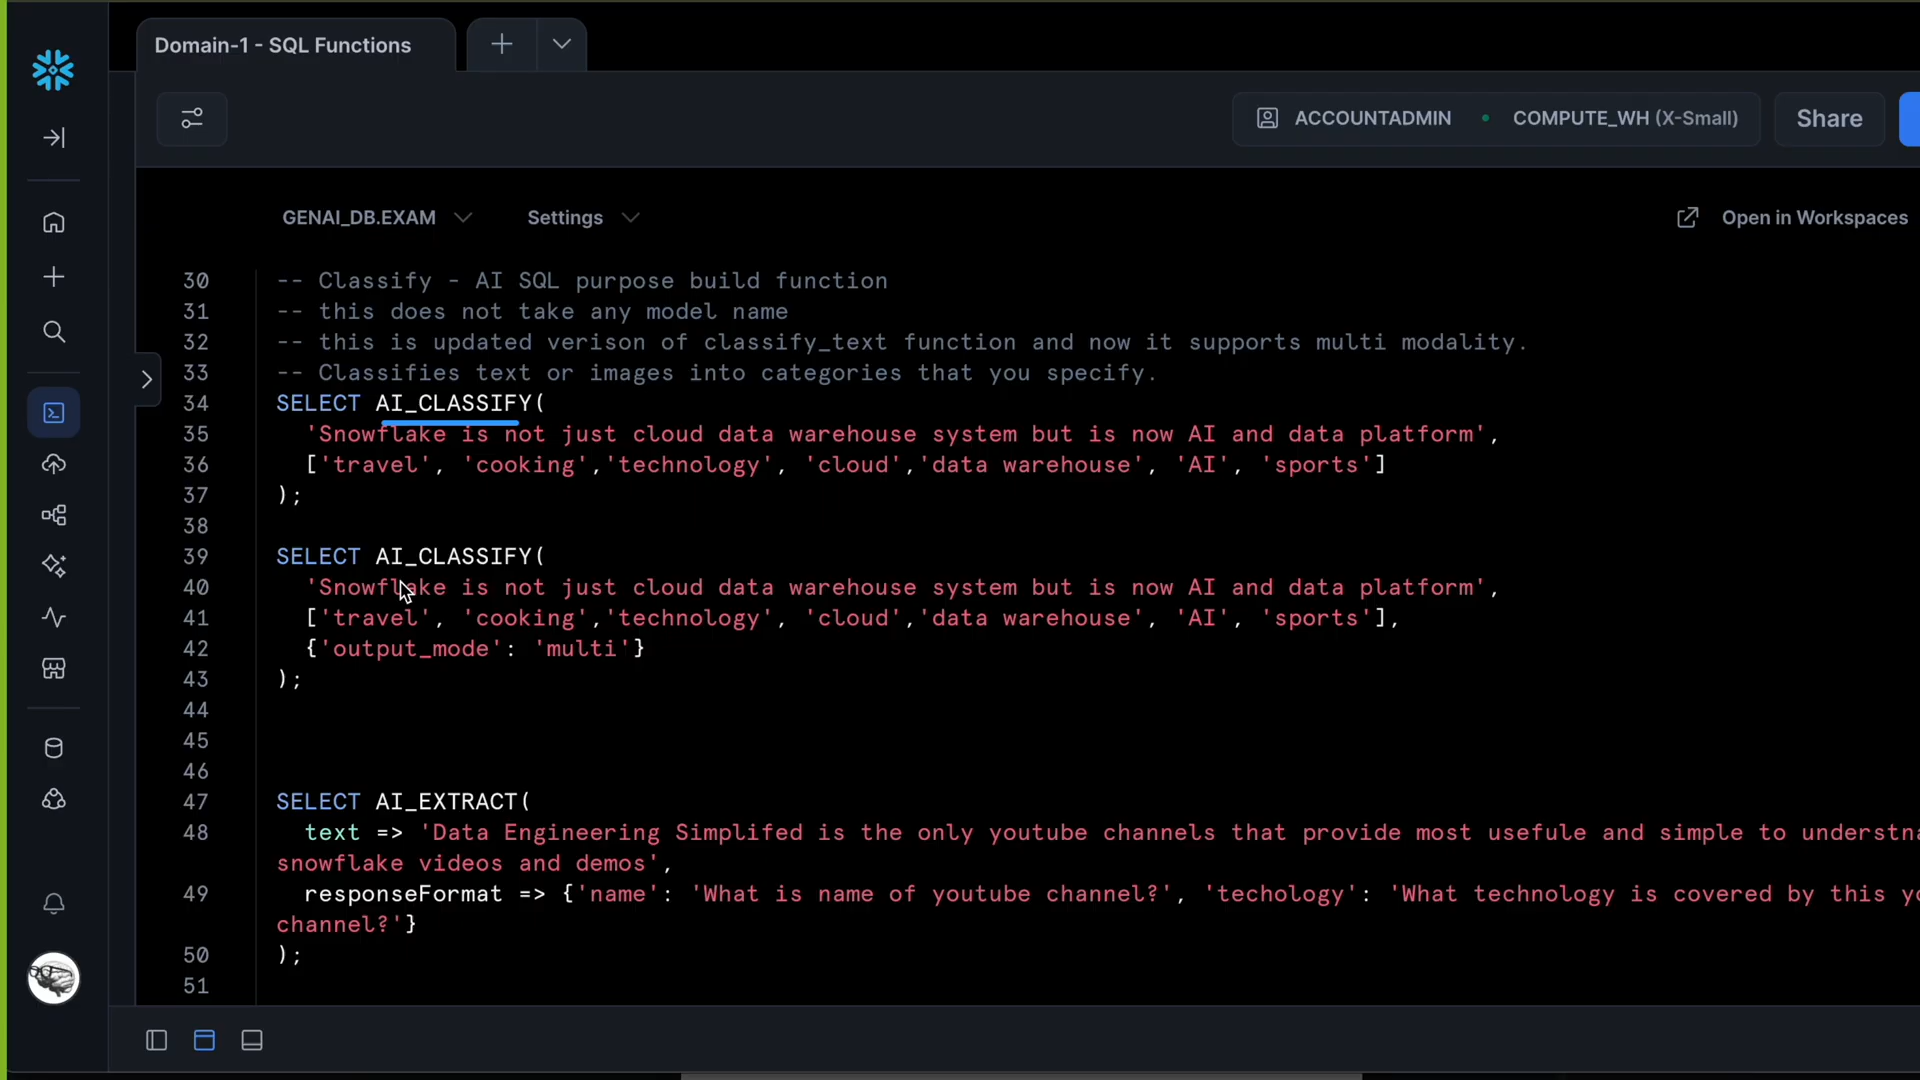 Domain-1 - SQL Functions
ACCOUNTADMIN
COMPUTE_WH (X-Small)
Share
GENAI_DB.EXAM
Settings
Open in Workspaces
30 -- Classify - AI SQL purpose build function
31 -- this does not take any model name
32 -- this is updated verison of classify_text function and now it supports multi modality.
33 -- Classifies text or images into categories that you specify.
34 SELECT AI_CLASSIFY(
35 'Snowflake is not just cloud data warehouse system but is now AI and data platform',
36 ['travel', 'cooking','technology', 'cloud','data warehouse', 'AI', 'sports']
37 );
38
39 SELECT AI_CLASSIFY(
40 'Snowflake is not just cloud data warehouse system but is now AI and data platform',
41 ['travel', 'cooking','technology', 'cloud','data warehouse', 'AI', 'sports'],
42 {'output_mode': 'multi'}
43 );
44
45
46
47 SELECT AI_EXTRACT(
48 text => 'Data Engineering Simplifed is the only youtube channels that provide most usefule and simple to
snowflake videos and demos',
49 responseFormat => {'name': 'What is name of youtube channel?', 'techology': 'What technology is covered by this
channel?'}
50 );
51